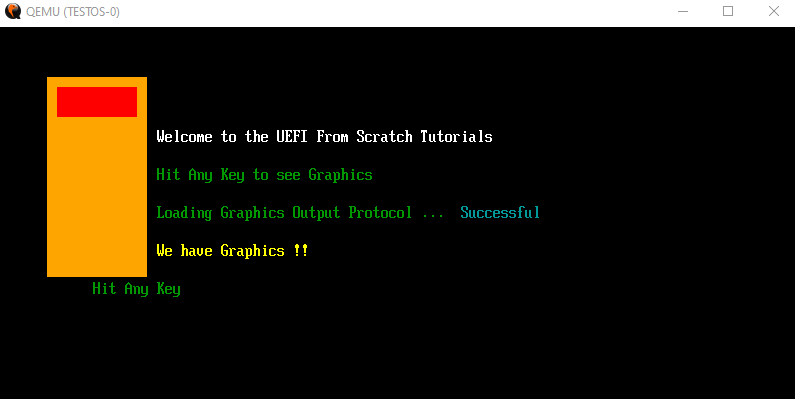 QEMU (TESTOS-0)
Welcome to the UEFI From Scratch Tutorials
Hit Any Key to see Graphics
Loading Graphics Output Protocol ...  Successful
We have Graphics !!
Hit Any Key